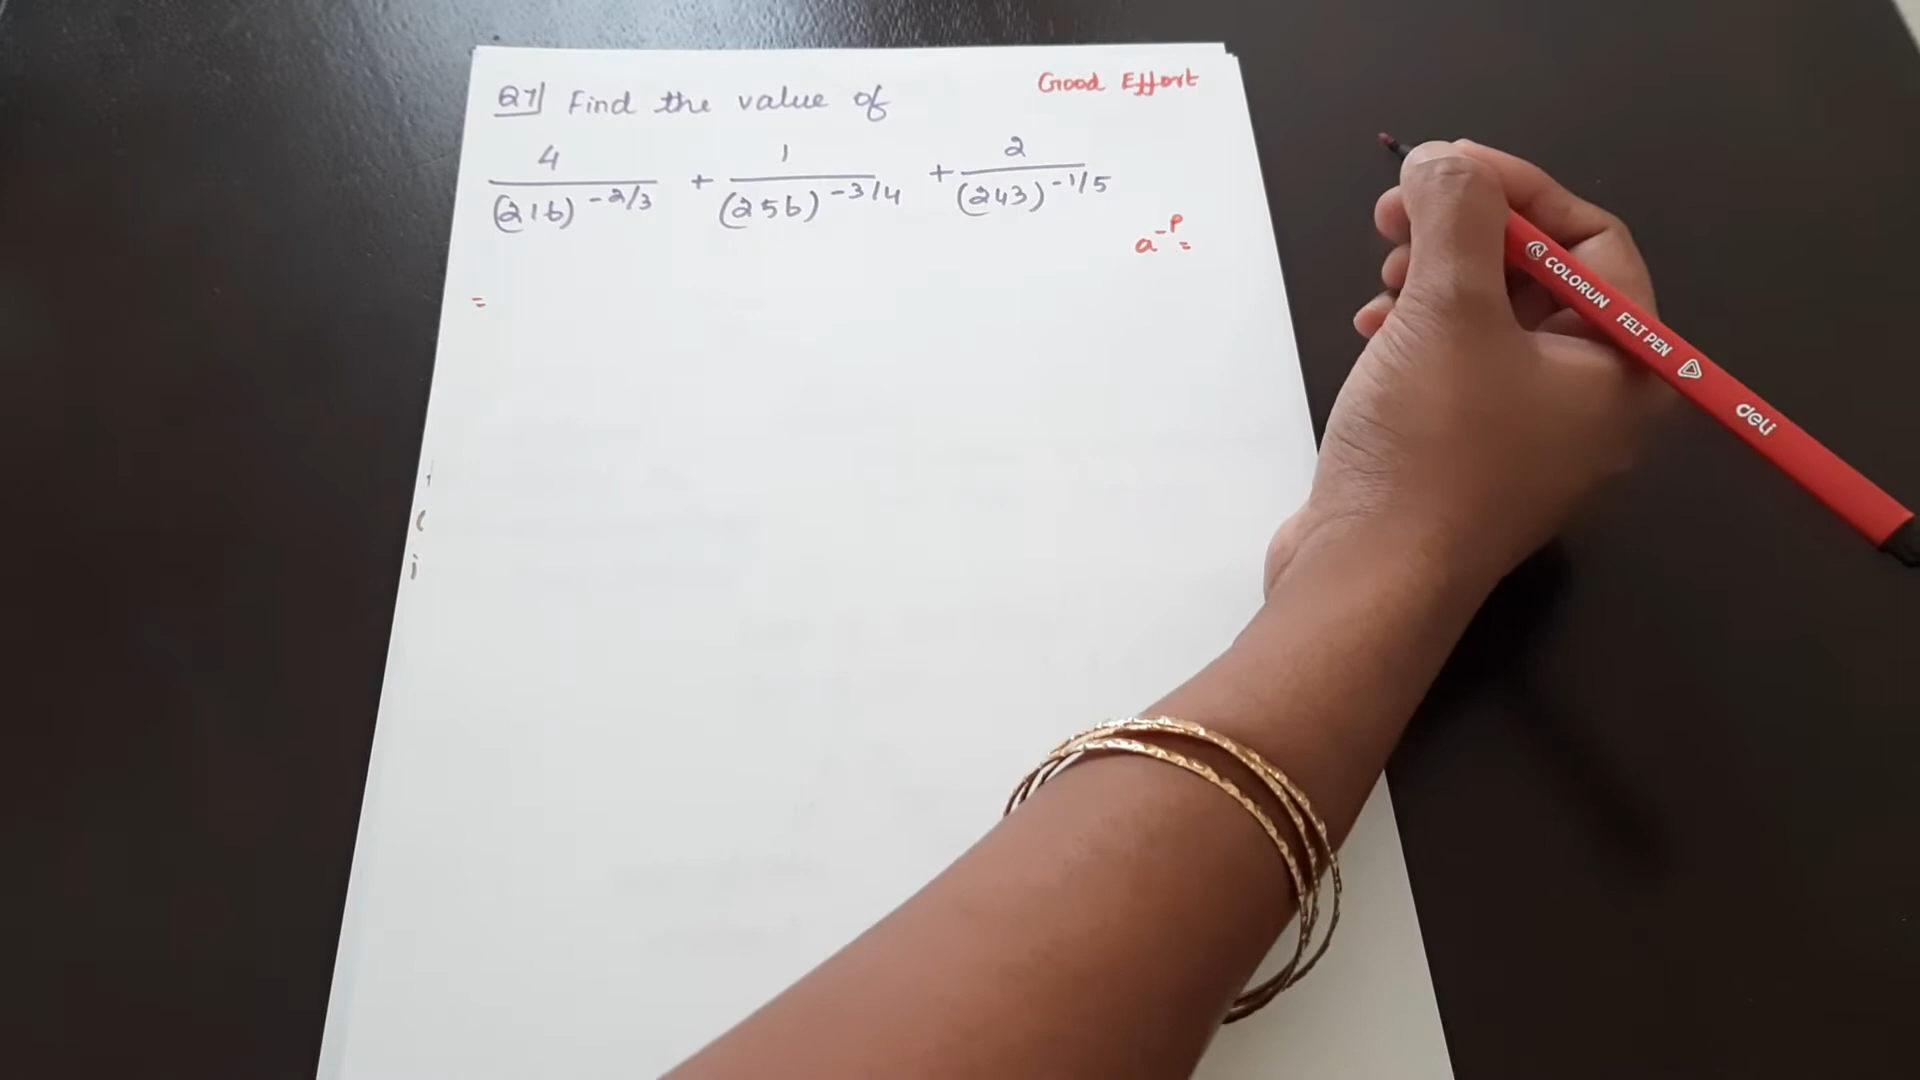 Q7 Find the value of
Good Effort
4/(216)^-2/3 + 1/(256)^-3/4 + 2/(243)^-1/5
a^-p =
=
COLORUN FELT PEN deli